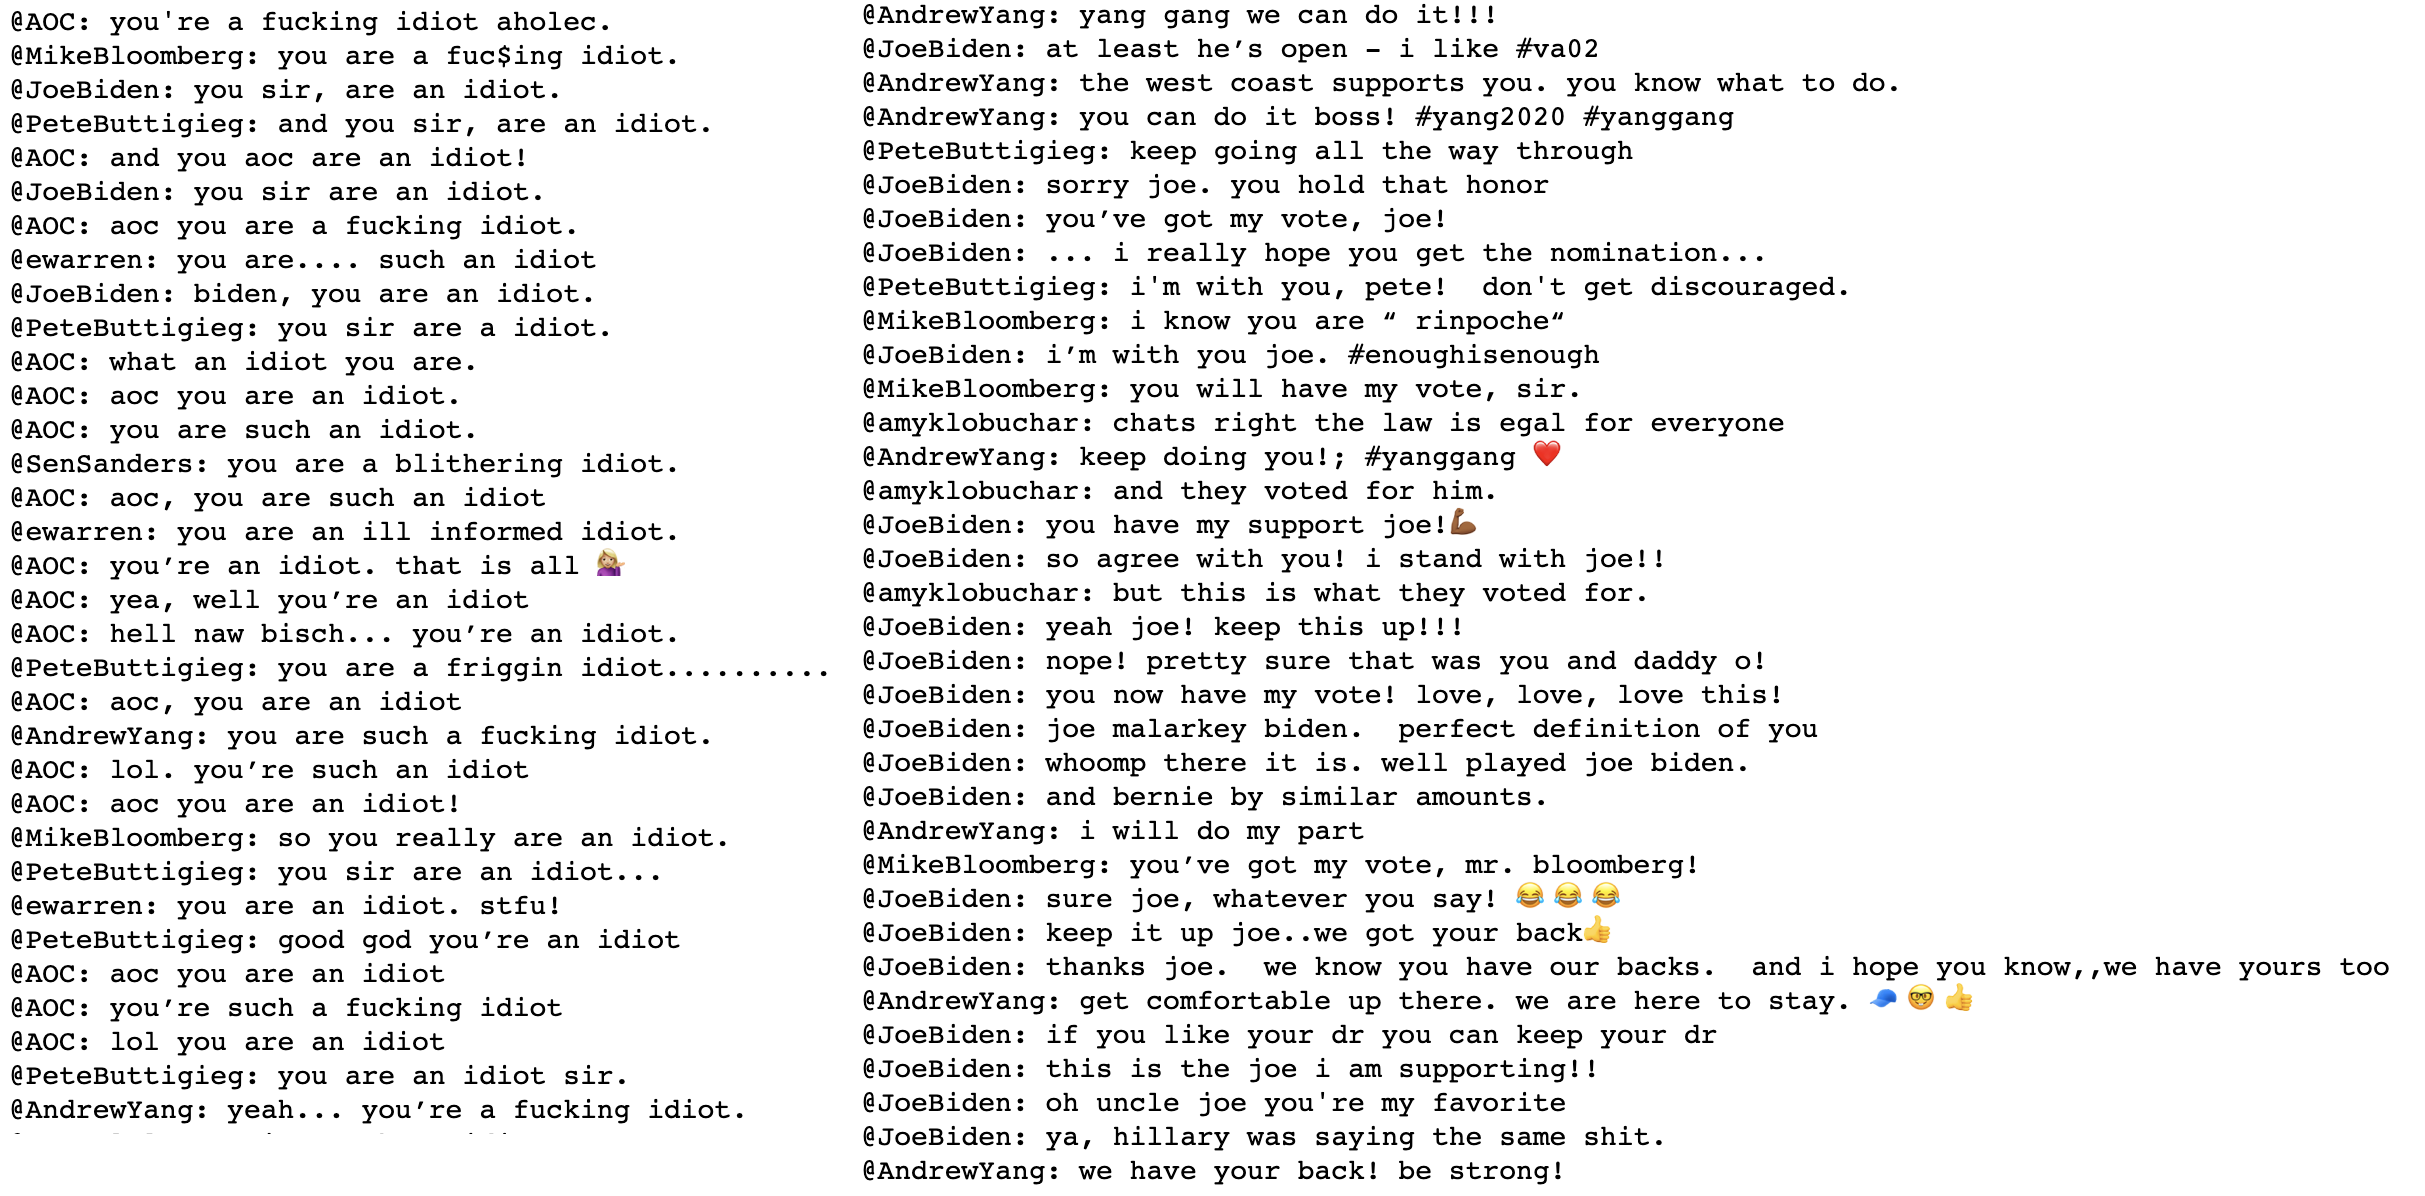 @AOC: you're a fucking idiot aholec.
@MikeBloomberg: you are a fuc$ing idiot.
@JoeBiden: you sir, are an idiot.
@PeteButtigieg: and you sir, are an idiot.
@AOC: and you aoc are an idiot!
@JoeBiden: you sir are an idiot.
@AOC: aoc you are a fucking idiot.
@ewarren: you are.... such an idiot
@JoeBiden: biden, you are an idiot.
@PeteButtigieg: you sir are a idiot.
@AOC: what an idiot you are.
@AOC: aoc you are an idiot.
@AOC: you are such an idiot.
@SenSanders: you are a blithering idiot.
@AOC: aoc, you are such an idiot
@ewarren: you are an ill informed idiot.
@AOC: you’re an idiot. that is all 💁🏼‍♀️
@AOC: yea, well you’re an idiot
@AOC: hell naw bisch... you’re an idiot.
@PeteButtigieg: you are a friggin idiot..........
@AOC: aoc, you are an idiot
@AndrewYang: you are such a fucking idiot.
@AOC: lol. you’re such an idiot
@AOC: aoc you are an idiot!
@MikeBloomberg: so you really are an idiot.
@PeteButtigieg: you sir are an idiot...
@ewarren: you are an idiot. stfu!
@PeteButtigieg: good god you’re an idiot
@AOC: aoc you are an idiot
@AOC: you’re such a fucking idiot
@AOC: lol you are an idiot
@PeteButtigieg: you are an idiot sir.
@AndrewYang: yeah... you’re a fucking idiot.
@AndrewYang: yang gang we can do it!!!
@JoeBiden: at least he’s open – i like #va02
@AndrewYang: the west coast supports you. you know what to do.
@AndrewYang: you can do it boss! #yang2020 #yanggang
@PeteButtigieg: keep going all the way through
@JoeBiden: sorry joe. you hold that honor
@JoeBiden: you’ve got my vote, joe!
@JoeBiden: ... i really hope you get the nomination...
@PeteButtigieg: i'm with you, pete!  don't get discouraged.
@MikeBloomberg: i know you are “ rinpoche“
@JoeBiden: i’m with you joe. #enoughisenough
@MikeBloomberg: you will have my vote, sir.
@amyklobuchar: chats right the law is egal for everyone
@AndrewYang: keep doing you!; #yanggang ❤️
@amyklobuchar: and they voted for him.
@JoeBiden: you have my support joe!💪🏾
@JoeBiden: so agree with you! i stand with joe!!
@amyklobuchar: but this is what they voted for.
@JoeBiden: yeah joe! keep this up!!!
@JoeBiden: nope! pretty sure that was you and daddy o!
@JoeBiden: you now have my vote! love, love, love this!
@JoeBiden: joe malarkey biden.  perfect definition of you
@JoeBiden: whoomp there it is. well played joe biden.
@JoeBiden: and bernie by similar amounts.
@AndrewYang: i will do my part
@MikeBloomberg: you’ve got my vote, mr. bloomberg!
@JoeBiden: sure joe, whatever you say! 😂 😂 😂
@JoeBiden: keep it up joe..we got your back👍
@JoeBiden: thanks joe.  we know you have our backs.  and i hope you know,,we have yours too
@AndrewYang: get comfortable up there. we are here to stay. 🧢 🤓 👍
@JoeBiden: if you like your dr you can keep your dr
@JoeBiden: this is the joe i am supporting!!
@JoeBiden: oh uncle joe you're my favorite
@JoeBiden: ya, hillary was saying the same shit.
@AndrewYang: we have your back! be strong!